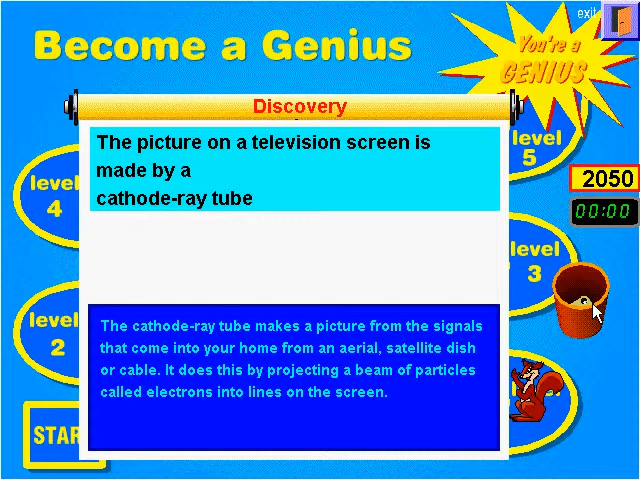 exit
Become a Genius
You're a
GENIUS
Discovery
The picture on a television screen is
made by a
cathode-ray tube
level
5
level
4
2050
00:00
level
3
The cathode-ray tube makes a picture from the signals
that come into your home from an aerial, satellite dish
or cable. It does this by projecting a beam of particles
called electrons into lines on the screen.
level
2
STAR